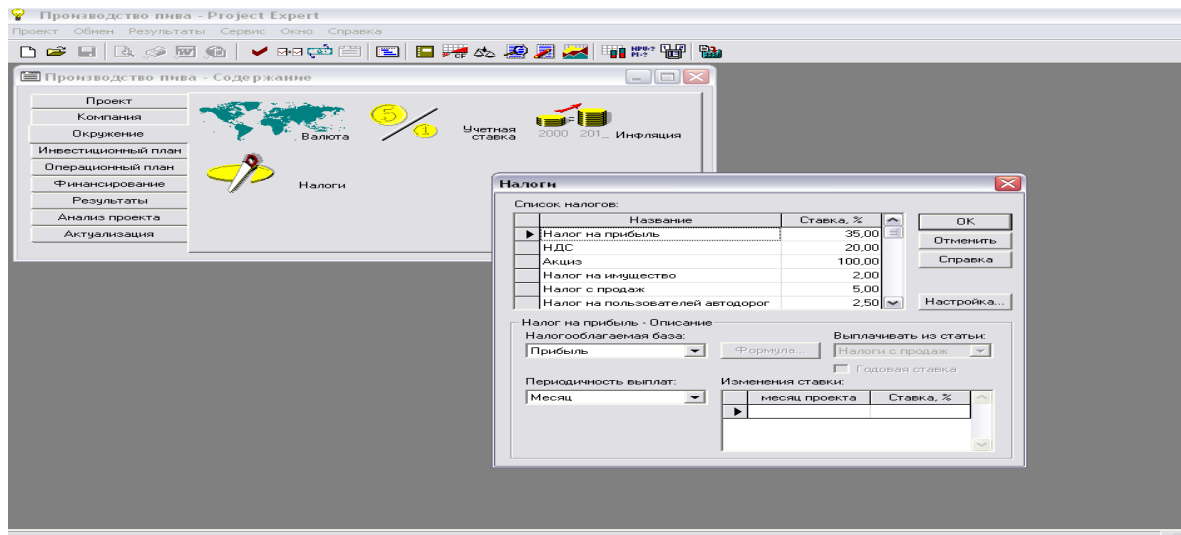 Производство пива - Project Expert
Проект Обмен Результаты Сервис Окно Справка
Производство пива - Содержание
Проект
Компания
Окружение
Инвестиционный план
Операционный план
Финансирование
Результаты
Анализ проекта
Актуализация
Валюта
5
1
Учетная ставка
2000 201_ Инфляция
Налоги
Налоги
Список налогов:
Название Ставка, %
Налог на прибыль 35,00
НДС 20,00
Акциз 100,00
Налог на имущество 2,00
Налог с продаж 5,00
Налог на пользователей автодорог 2,50
OK
Отменить
Справка
Настройка...
Налог на прибыль - Описание
Налогооблагаемая база: Выплачивать из статьи:
Прибыль Формула... Налоги с продаж
Годовая ставка
Периодичность выплат: Изменения ставки:
Месяц месяц проекта Ставка, %